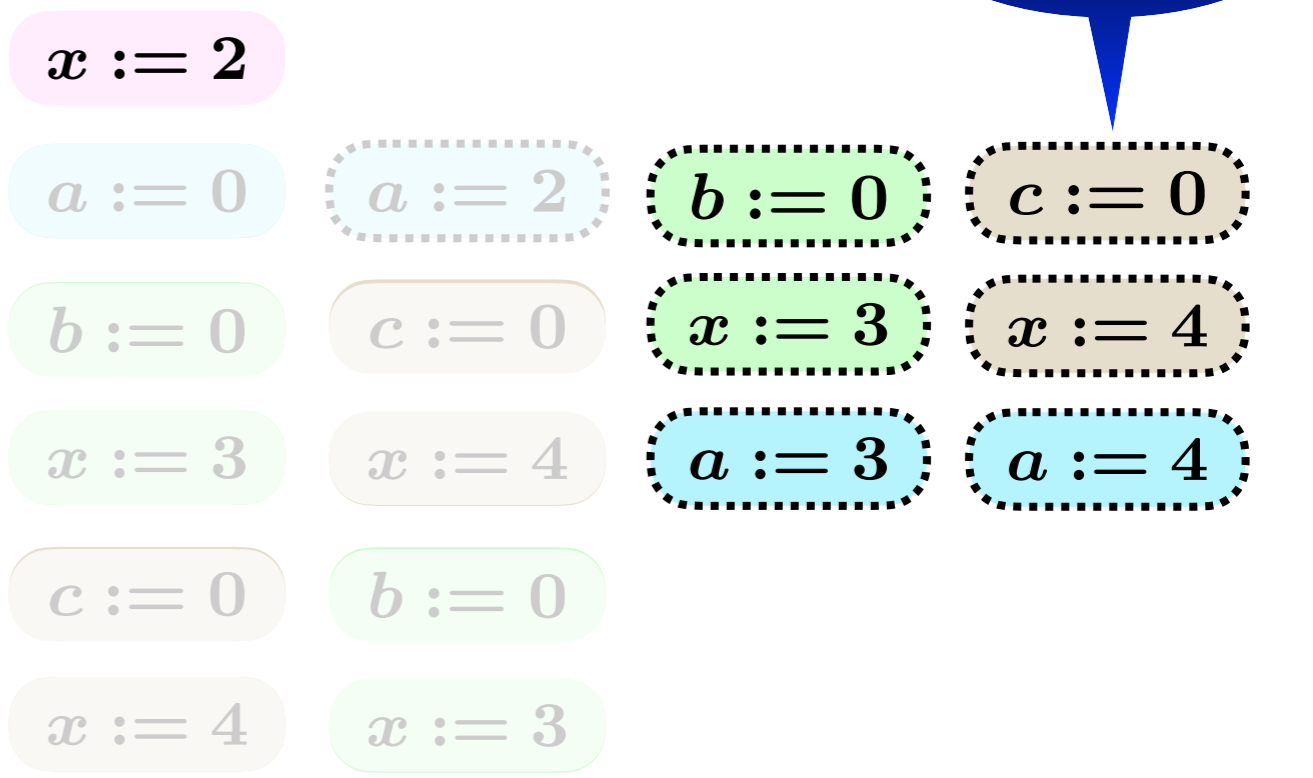 x := 2
a := 0 a := 2 b := 0 c := 0
b := 0 c := 0 x := 3 x := 4
x := 3 x := 4 a := 3 a := 4
c := 0 b := 0
x := 4 x := 3